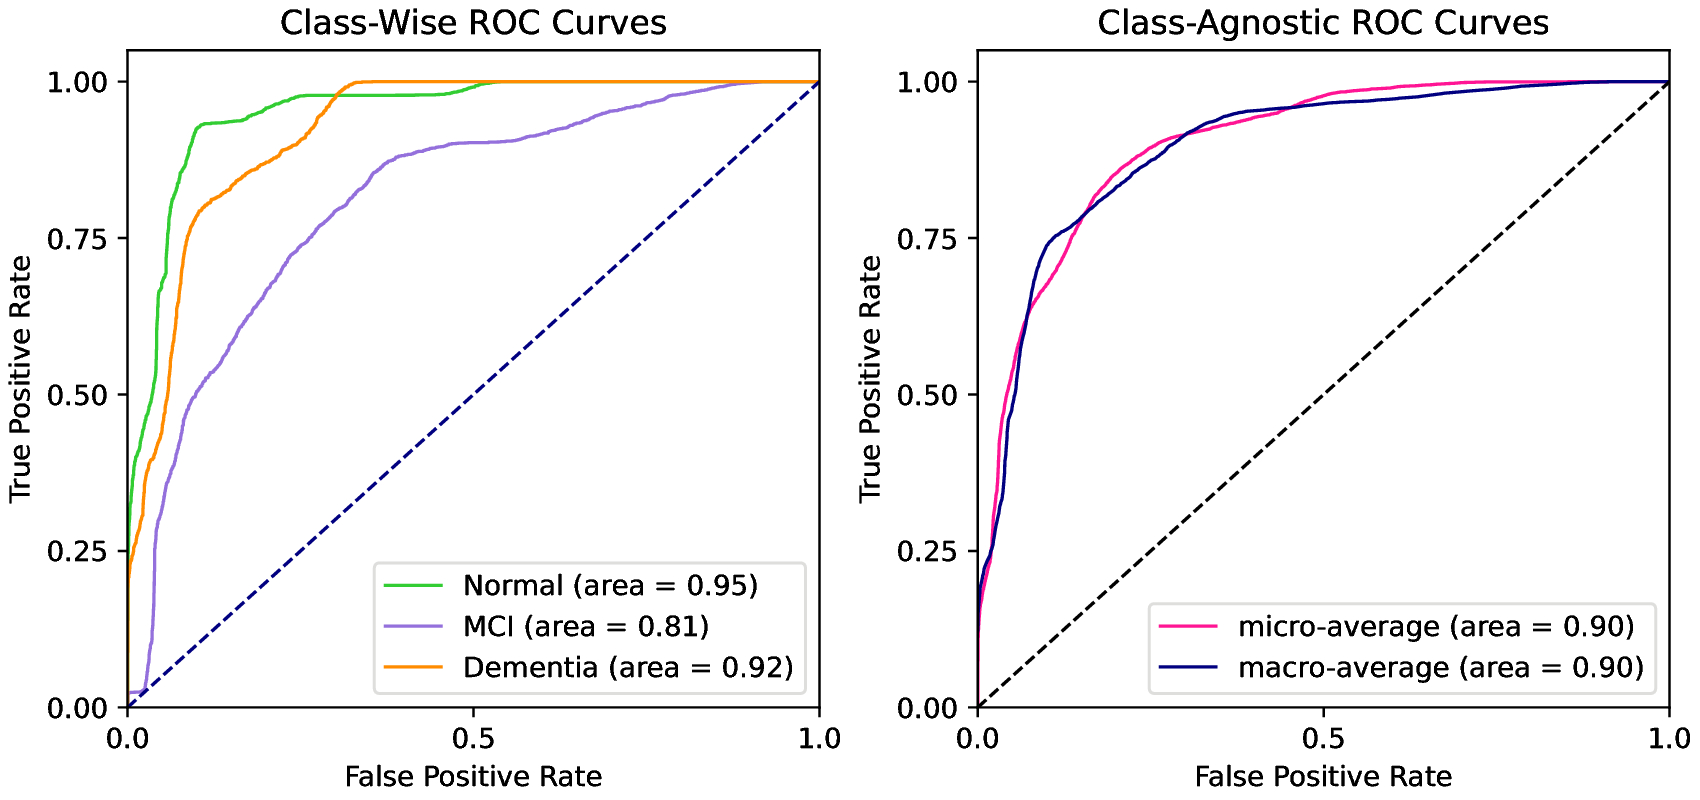 Class-Wise ROC Curves
1.00
0.75
0.50
0.25
0.00
True Positive Rate
Normal (area = 0.95)
MCI (area = 0.81)
Dementia (area = 0.92)
0.0
0.5
1.0
False Positive Rate
Class-Agnostic ROC Curves
1.00
0.75
0.50
0.25
0.00
True Positive Rate
micro-average (area = 0.90)
macro-average (area = 0.90)
0.0
0.5
1.0
False Positive Rate